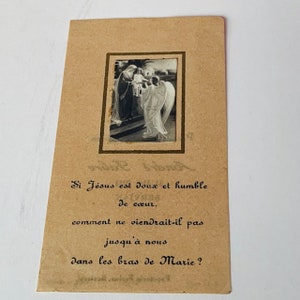 Si Jésus est doux et humble
de cœur,
comment ne viendrait-il pas
jusqu'à nous
dans les bras de Marie ?